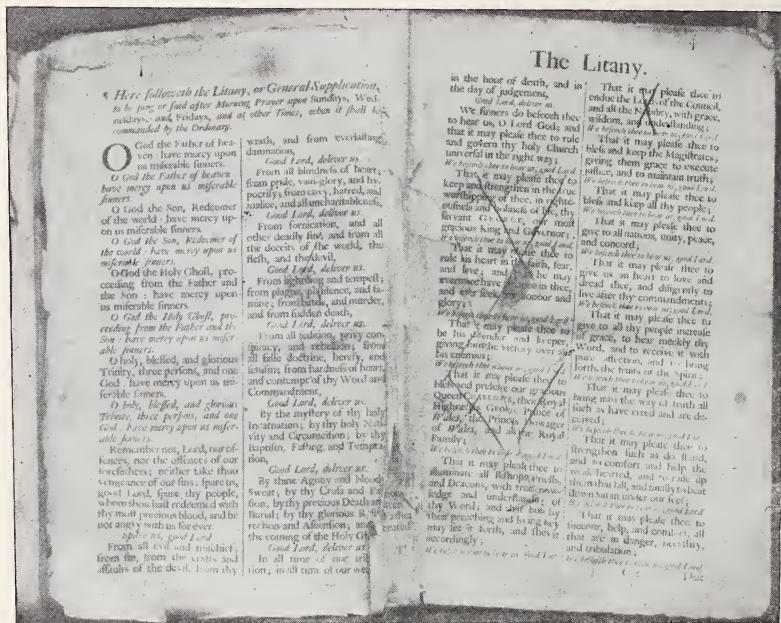 ¶ Here followeth the Litany, or General Supplication,
to be sung or said after Morning Prayer upon Sundays, Wed-
nesdays, and Fridays, and at other Times, when it shall be
commanded by the Ordinary.
O God the Father of hea-
ven: have mercy upon
us miserable sinners.
O God the Father of heaven:
have mercy upon us miserable
sinners.
O God the Son, Redeemer
of the world: have mercy up-
on us miserable sinners.
O God the Son, Redeemer of
the world: have mercy upon us
miserable sinners.
O God the Holy Ghost, pro-
ceeding from the Father and
the Son: have mercy upon
us miserable sinners.
O God the Holy Ghost, pro-
ceeding from the Father and the
Son: have mercy upon us miser-
able sinners.
O holy, blessed, and glorious
Trinity, three persons, and one
God: have mercy upon us mi-
serable sinners.
O holy, blessed, and glorious
Trinity, three persons, and one
God: have mercy upon us miser-
able sinners.
Remember not, Lord, our of-
fences, nor the offences of our
forefathers; neither take thou
vengeance of our sins: spare us,
good Lord, spare thy people,
whom thou hast redeemed with
thy most precious blood, and be
not angry with us for ever.
Spare us, good Lord
From all evil and mischief;
from sin, from the crafts and
assaults of the devil, from thy
wrath, and from everlasting
damnation,
Good Lord, deliver us.
From all blindness of heart;
from pride, vain-glory, and hy-
pocrisy; from envy, hatred, and
malice, and all uncharitableness,
Good Lord, deliver us.
From fornication, and all
other deadly sin; and from all
the deceits of the world, the
flesh, and the devil,
Good Lord, deliver us.
From lightning and tempest;
from plague, pestilence, and fa-
mine; from battle, and murder,
and from sudden death,
Good Lord, deliver us.
From all sedition, privy con-
spiracy, and rebellion; from
all false doctrine, heresy, and
schism; from hardness of heart,
and contempt of thy Word and
Commandment,
Good Lord, deliver us.
By the mystery of thy holy
Incarnation; by thy holy Nati-
vity and Circumcision; by thy
Baptism, Fasting, and Tempta-
tion,
Good Lord, deliver us.
By thine Agony and bloody
Sweat; by thy Cross and Pas-
sion, by thy precious Death and
Burial; by thy glorious Resur-
rection and Ascension, and
the coming of the Holy Gh
Good Lord, deliver us.
In all time of our tri
tion; in all time of our wea
The Litany.
in the hour of death, and in
the day of judgement,
Good Lord, deliver us.
We sinners do beseech thee
to hear us, O Lord God; and
that it may please thee to rule
and govern thy holy Church
universal in the right way;
We beseech thee to hear us, good Lord.
That it may please thee to
keep and strengthen in the true
worshipping of thee, in righte-
ousness and holiness of life, thy
servant GEORGE, our most
gracious King and Governor;
We beseech thee to hear us, good Lord.
That it may please thee to
rule his heart in thy faith, fear,
and love; and he may
evermore have in thee,
and ever seek thy honour and
glory;
We beseech thee to hear us, good Lord
That it may please thee to
be his defender and keeper,
giving him the victory over all
his enemies;
We beseech thee to hear us, good Lord
That it may please thee to
bless and preserve our gracious
Queen CHARLOTTE, their Royal
Highnesses George Prince of
Wales, the Princess Dowager
of Wales, and all the Royal
Family;
We beseech thee to hear us, good Lord
That it may please thee to
illuminate all Bishops, Priests,
and Deacons, with true know-
ledge and understanding of
thy Word; and that both by
their preaching and living they
may set it forth, and shew it
accordingly;
We beseech thee to hear us, good Lord
That it may please thee to
endue the Lords of the Council,
and all the Nobility, with grace,
wisdom, and understanding;
We beseech thee to hear us, good Lord
That it may please thee to
bless and keep the Magistrates;
giving them grace to execute
justice, and to maintain truth;
We beseech thee to hear us, good Lord.
That it may please thee to
bless and keep all thy people;
We beseech thee to hear us, good Lord.
That it may please thee to
give to all nations, unity, peace,
and concord;
We beseech thee to hear us, good Lord.
That it may please thee to
give us an heart to love and
dread thee, and diligently to
live after thy commandments;
We beseech thee to hear us, good Lord.
That it may please thee to
give to all thy people increase
of grace, to hear meekly thy
Word, and to receive it with
pure affection, and to bring
forth the fruits of the Spirit;
We beseech thee to hear us, good Lord
That it may please thee to
bring into the way of truth all
such as have erred and are de-
ceived;
We beseech thee to hear us, good Lord
That it may please thee to
strengthen such as do stand,
and to comfort and help the
weak-hearted, and to raise up
them that fall, and finally to beat
down Satan under our feet;
We beseech thee to hear us, good Lord
That it may please thee to
succour, help, and comfort, all
that are in danger, necessity,
and tribulation;
We beseech thee to hear us, good Lord.
That